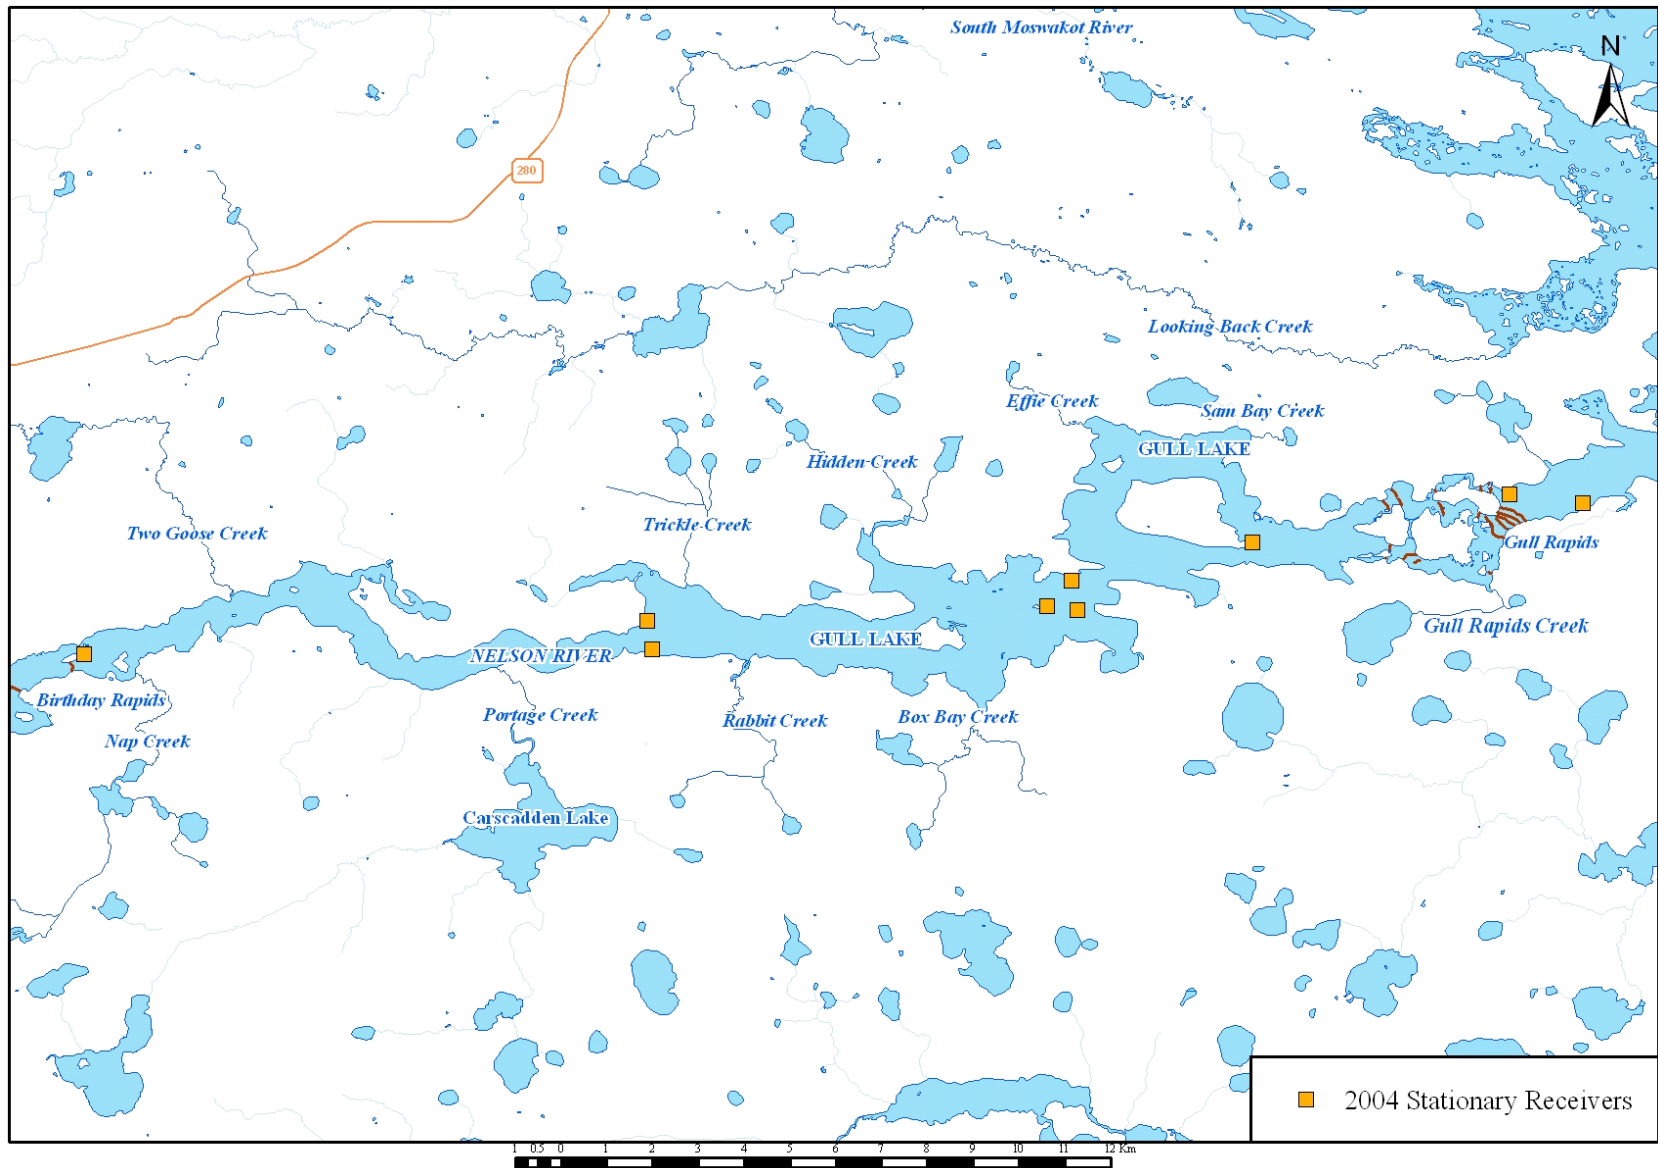 South Moswakot River
N
280
Looking Back Creek
Effie Creek
Sam Bay Creek
GULL LAKE
Hidden Creek
Trickle Creek
Two Goose Creek
Gull Rapids
Gull Rapids Creek
GULL LAKE
NELSON RIVER
Birthday Rapids
Portage Creek
Rabbit Creek
Box Bay Creek
Nap Creek
Carscadden Lake
2004 Stationary Receivers
1 0.5 0 1 2 3 4 5 6 7 8 9 10 11 12 Km